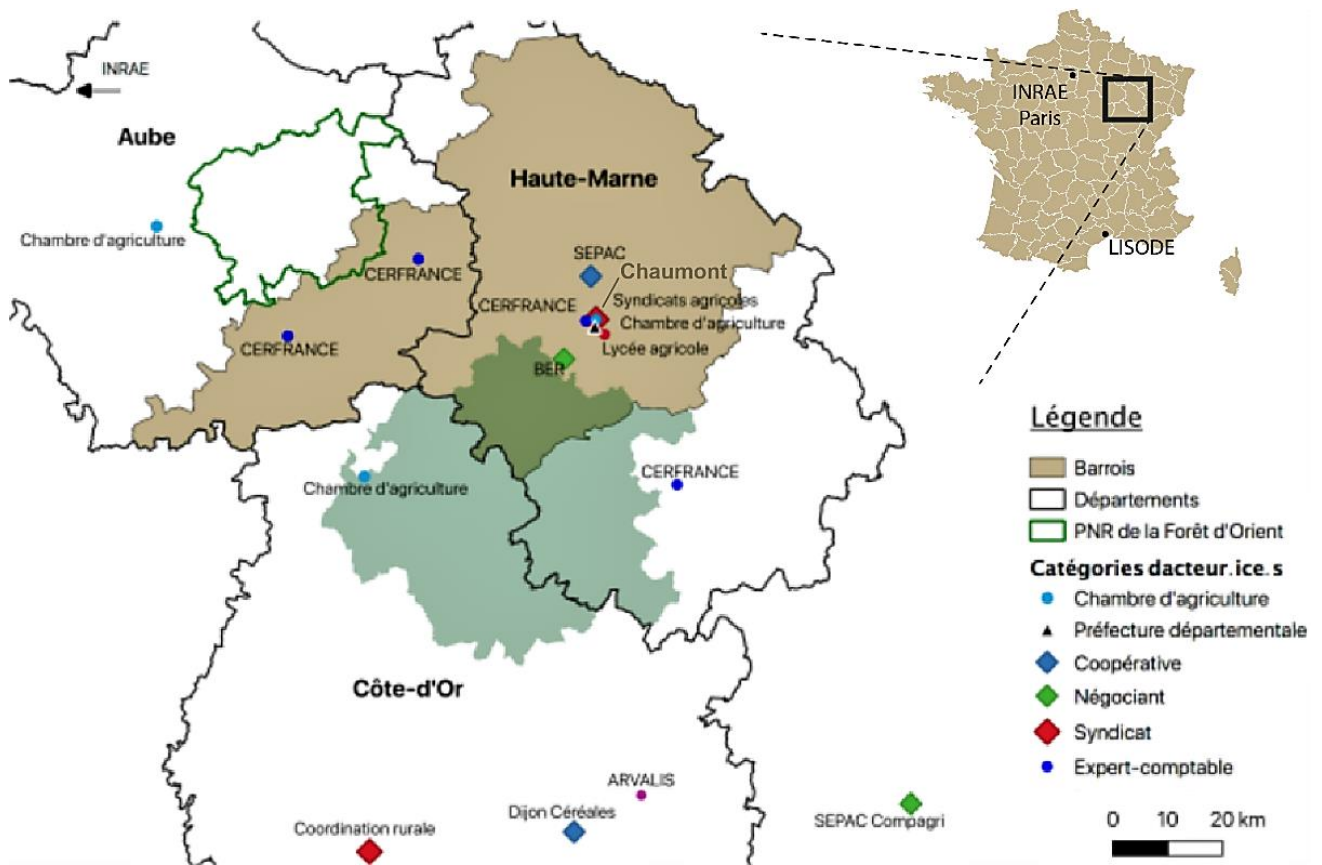 INRAE
Aube
Chambre d'agriculture
Haute-Marne
SEPAC
Chaumont
CERFRANCE
CERFRANCE
Syndicats agricoles
Chambre d'agriculture
CERFRANCE
Lycée agricole
BER
CERFRANCE
Chambre d'agriculture
Côte-d'Or
ARVALIS
Dijon Céréales
SEPAC Compagri
Coordination rurale
INRAE
Paris
LISODE
Légende
Barrois
Départements
PNR de la Forêt d'Orient
Catégories dacteur.ice.s
Chambre d'agriculture
Préfecture départementale
Coopérative
Négociant
Syndicat
Expert-comptable
0 10 20 km